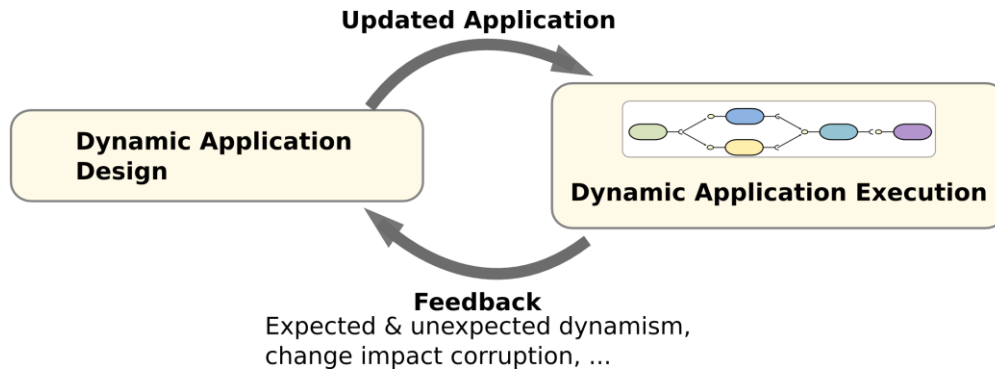 Updated Application
Dynamic Application
Design
Dynamic Application Execution
Feedback
Expected & unexpected dynamism,
change impact corruption, ...